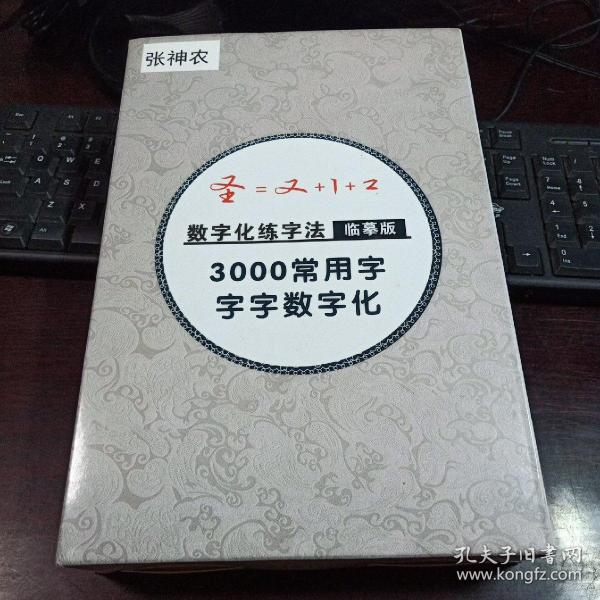 张神农
圣=又+1+2
数字化练字法 临摹版
3000常用字
字字数字化
孔夫子旧书网
www.kongfz.com